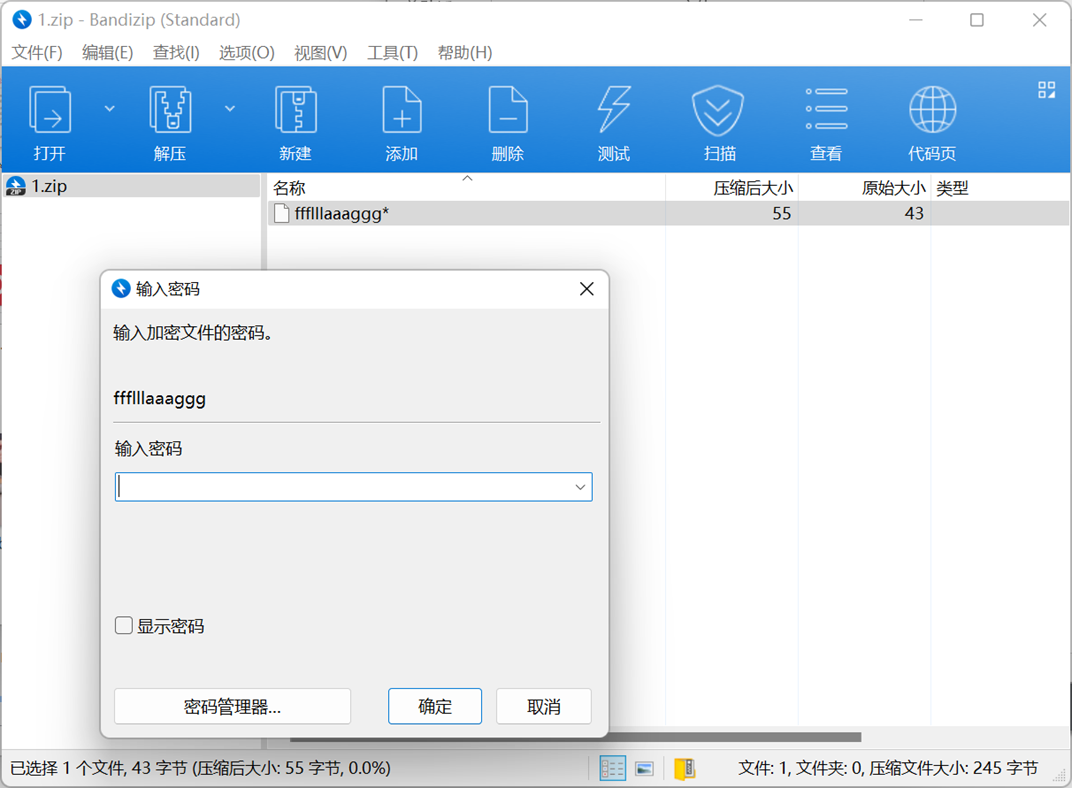 1.zip - Bandizip (Standard)
文件(F) 编辑(E) 查找(I) 选项(O) 视图(V) 工具(T) 帮助(H)
打开 解压 新建 添加 删除 测试 扫描 查看 代码页
1.zip
名称 压缩后大小 原始大小 类型
ffflllaaaggg* 55 43
输入密码
输入加密文件的密码。
ffflllaaaggg
输入密码
显示密码
密码管理器... 确定 取消
已选择 1 个文件, 43 字节 (压缩后大小: 55 字节, 0.0%)
文件: 1, 文件夹: 0, 压缩文件大小: 245 字节